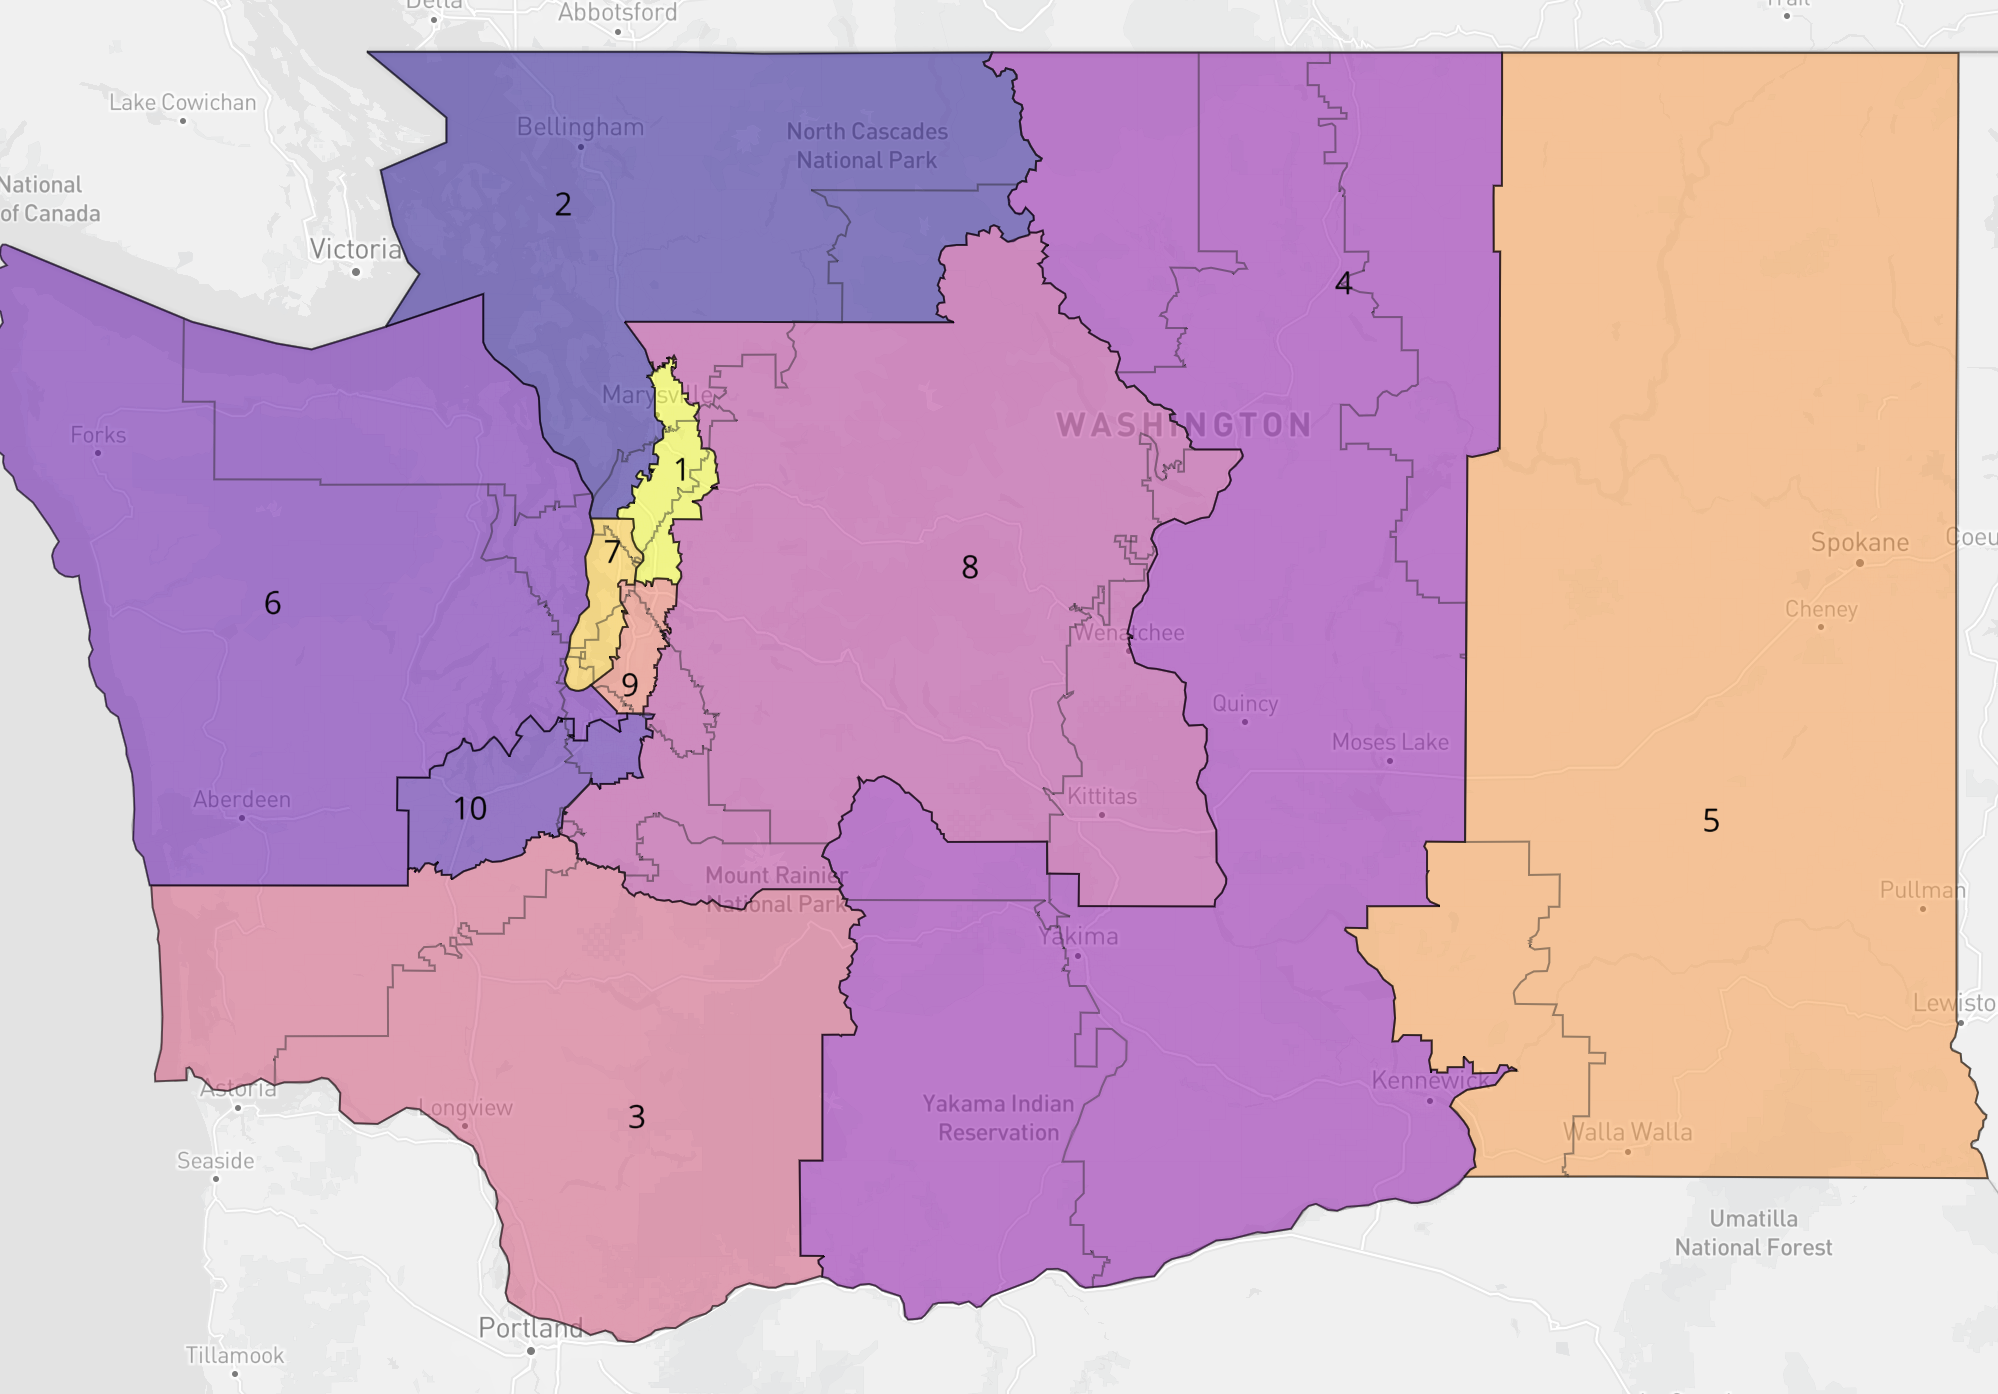 Delta
Abbotsford
Trail
Lake Cowichan
Bellingham
North Cascades
National Park
National
of Canada
2
Victoria
4
Marysville
WASHINGTON
Forks
1
7
Spokane
Coeu
8
6
Cheney
Wenatchee
9
Quincy
Moses Lake
Aberdeen
10
Kittitas
5
Mount Rainier
National Park
Pullman
Yakima
Lewisto
Astoria
Longview
Kennewick
3
Yakama Indian
Reservation
Walla Walla
Seaside
Umatilla
National Forest
Portland
Tillamook